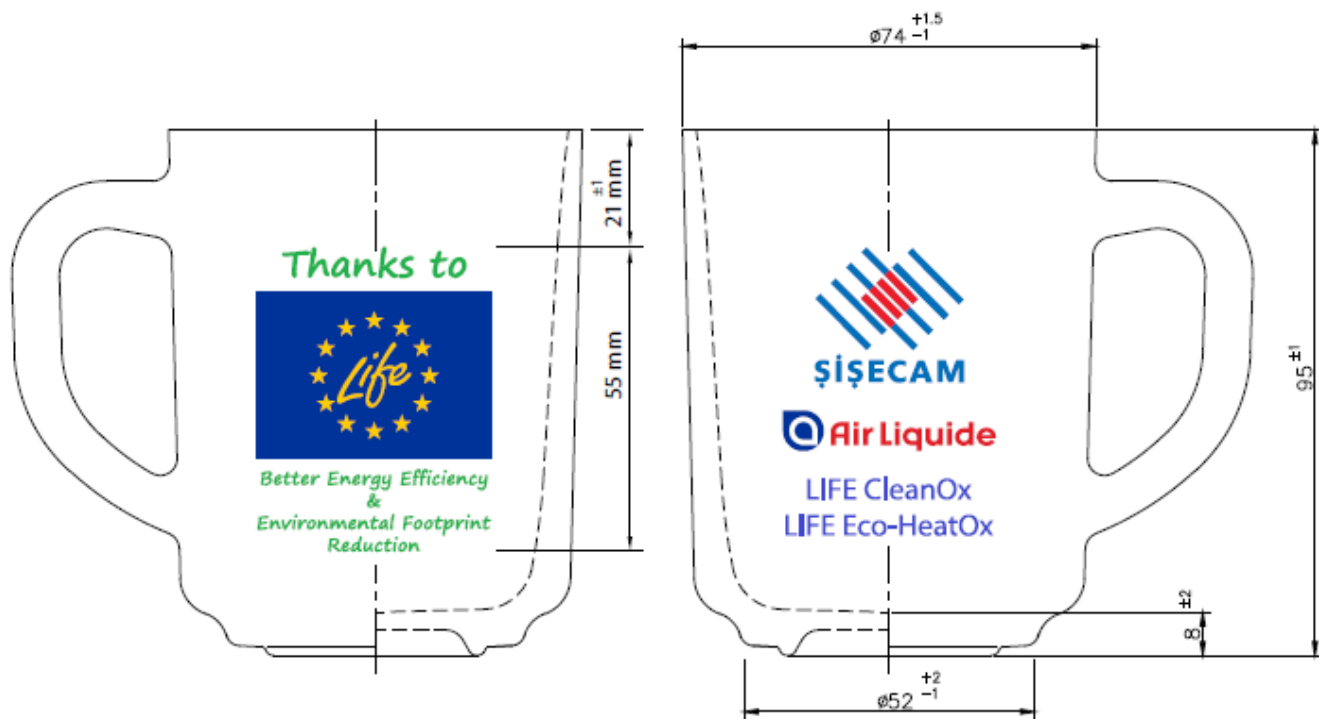 Thanks to
Life
Better Energy Efficiency
&
Environmental Footprint
Reduction
21 mm ±1
55 mm
ø74 +1.5 -1
ŞİŞECAM
Air Liquide
LIFE CleanOx
LIFE Eco-HeatOx
95 ±1
8 ±2
ø52 +2 -1